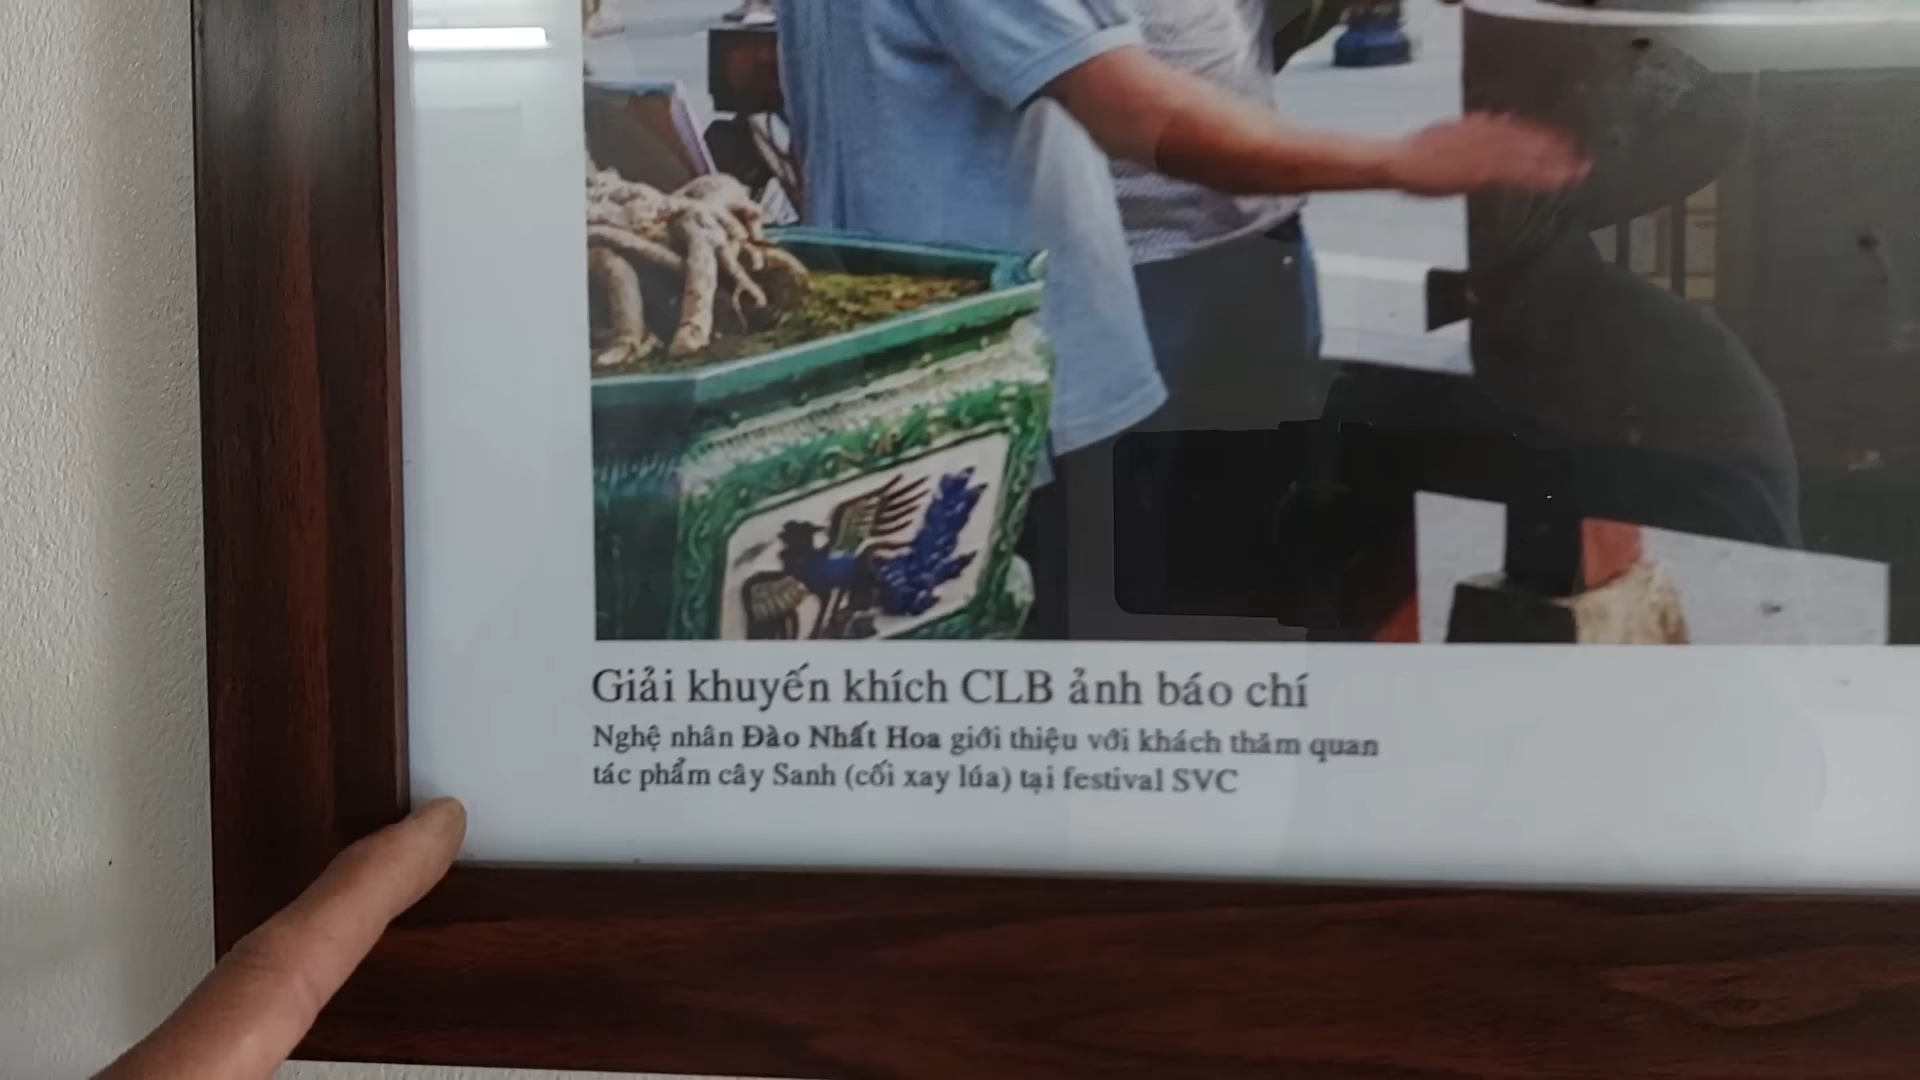 Giải khuyến khích CLB ảnh báo chí
Nghệ nhân Đào Nhất Hoa giới thiệu với khách thăm quan
tác phẩm cây Sanh (cối xay lúa) tại festival SVC